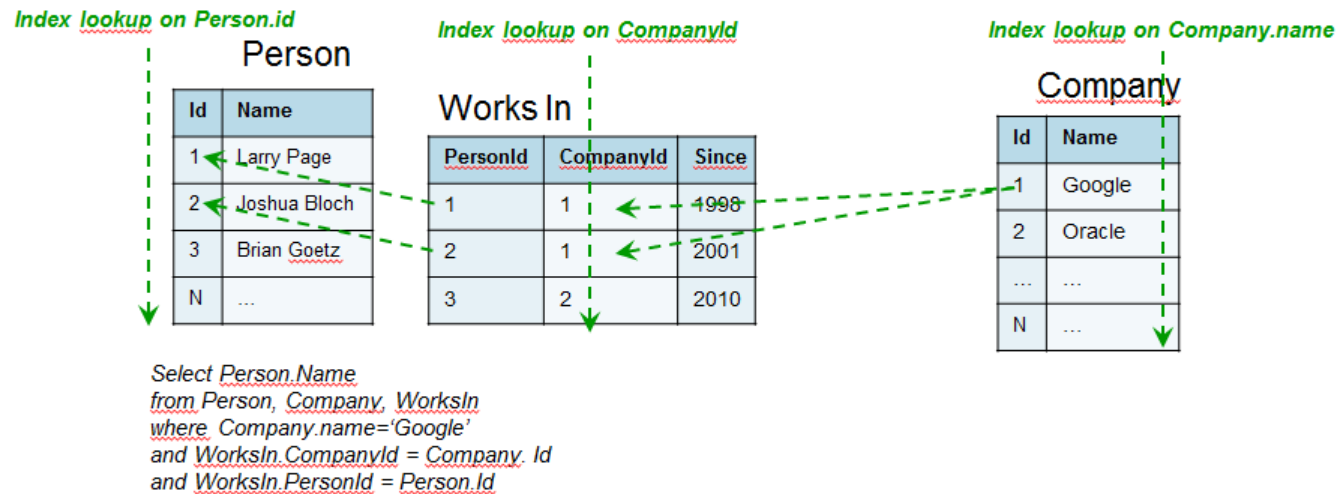 Index lookup on Person.id
Index lookup on CompanyId
Index lookup on Company.name
Person
Id Name
1 Larry Page
2 Joshua Bloch
3 Brian Goetz
N ...
Works In
PersonId CompanyId Since
1 1 1998
2 1 2001
3 2 2010
Company
Id Name
1 Google
2 Oracle
... ...
N ...
Select Person.Name
from Person, Company, WorksIn
where Company.name=‘Google’
and WorksIn.CompanyId = Company. Id
and WorksIn.PersonId = Person.Id